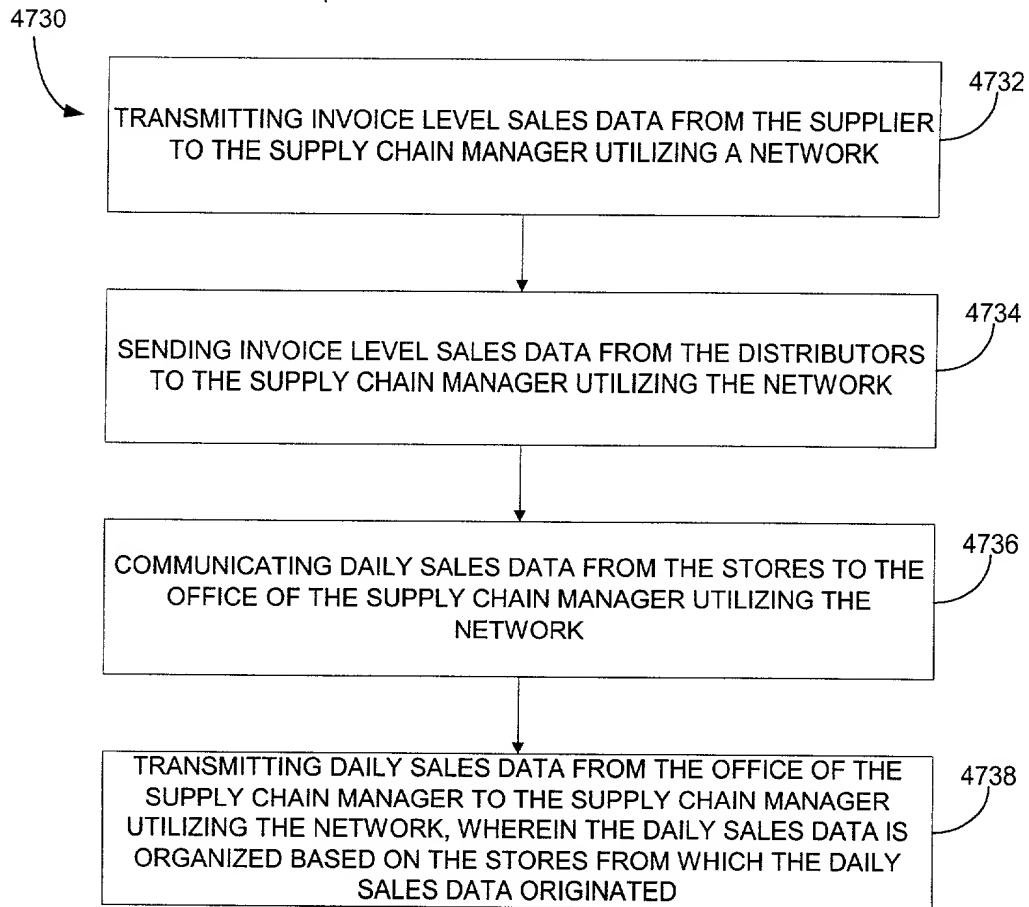 4730
4732
TRANSMITTING INVOICE LEVEL SALES DATA FROM THE SUPPLIER
TO THE SUPPLY CHAIN MANAGER UTILIZING A NETWORK
4734
SENDING INVOICE LEVEL SALES DATA FROM THE DISTRIBUTORS
TO THE SUPPLY CHAIN MANAGER UTILIZING THE NETWORK
4736
COMMUNICATING DAILY SALES DATA FROM THE STORES TO THE
OFFICE OF THE SUPPLY CHAIN MANAGER UTILIZING THE
NETWORK
4738
TRANSMITTING DAILY SALES DATA FROM THE OFFICE OF THE
SUPPLY CHAIN MANAGER TO THE SUPPLY CHAIN MANAGER
UTILIZING THE NETWORK, WHEREIN THE DAILY SALES DATA IS
ORGANIZED BASED ON THE STORES FROM WHICH THE DAILY
SALES DATA ORIGINATED